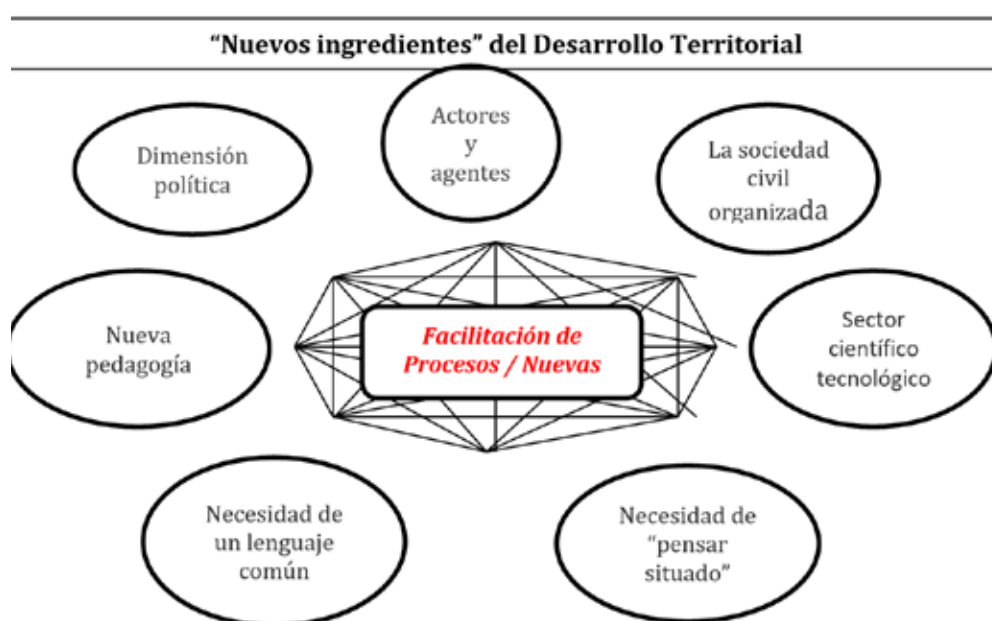 “Nuevos ingredientes” del Desarrollo Territorial
Actores
y
agentes
Dimensión
política
La sociedad
civil
organizada
Nueva
pedagogía
Facilitación de
Procesos / Nuevas
Sector
científico
tecnológico
Necesidad de
un lenguaje
común
Necesidad de
“pensar
situado”